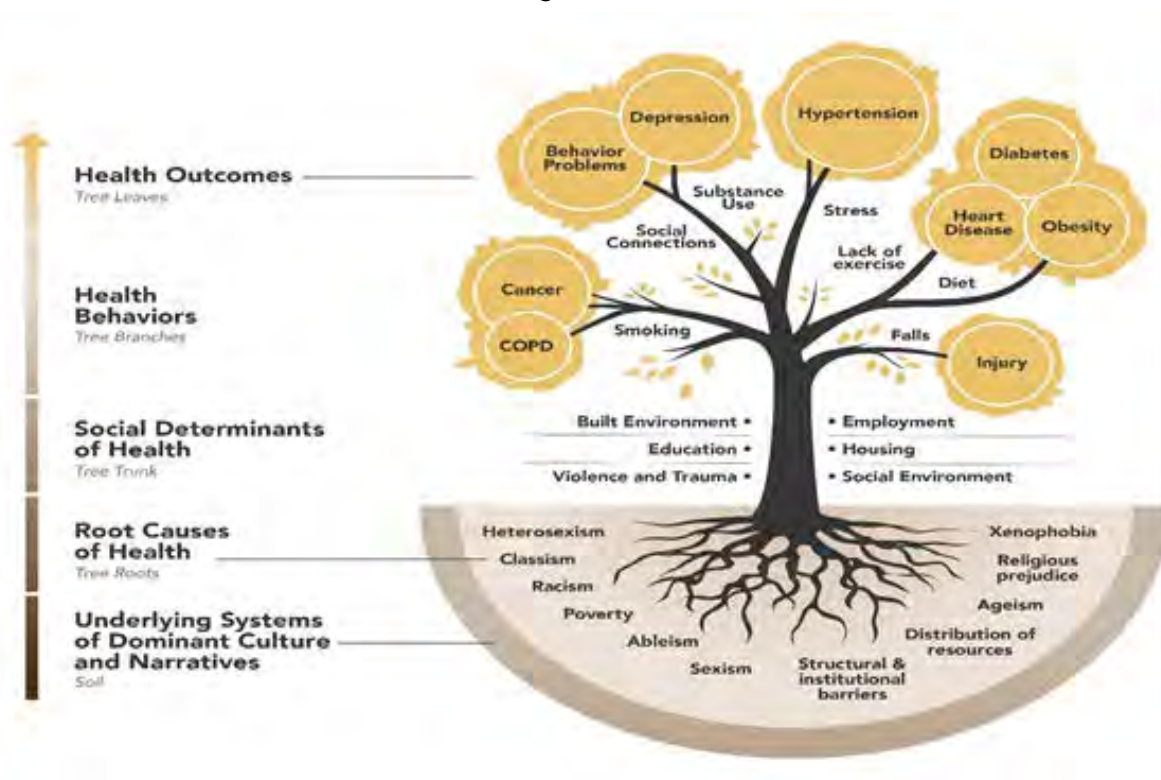 Health Outcomes
Tree Leaves
Health
Behaviors
Tree Branches
Social Determinants
of Health
Tree Trunk
Root Causes
of Health
Tree Roots
Underlying Systems
of Dominant Culture
and Narratives
Soil
Depression
Behavior
Problems
Hypertension
Diabetes
Heart
Disease
Obesity
Substance
Use
Stress
Social
Connections
Lack of
exercise
Diet
Cancer
COPD
Smoking
Falls
Injury
Built Environment •
Education •
Violence and Trauma •
• Employment
• Housing
• Social Environment
Heterosexism
Classism
Racism
Poverty
Ableism
Sexism
Structural &
institutional
barriers
Distribution of
resources
Ageism
Religious
prejudice
Xenophobia